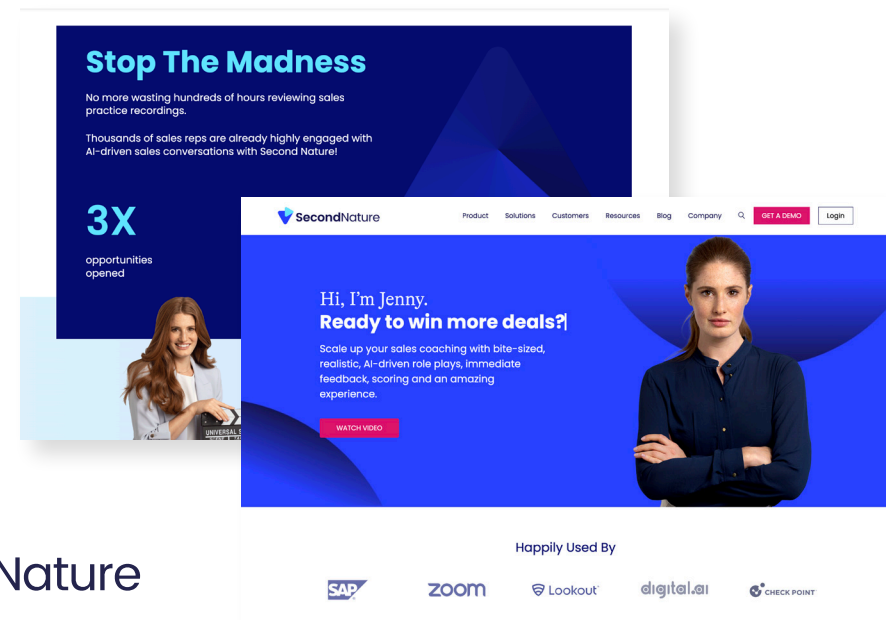 Stop The Madness
No more wasting hundreds of hours reviewing sales
practice recordings.
Thousands of sales reps are already highly engaged with
AI-driven sales conversations with Second Nature!
3X
opportunities
opened
UNIVERSAL S
SecondNature
Product Solutions Customers Resources Blog Company GET A DEMO Login
Hi, I'm Jenny.
Ready to win more deals?
Scale up your sales coaching with bite-sized,
realistic, AI-driven role plays, immediate
feedback, scoring and an amazing
experience.
WATCH VIDEO
Happily Used By
SAP zoom Lookout digital.ai CHECK POINT
Nature